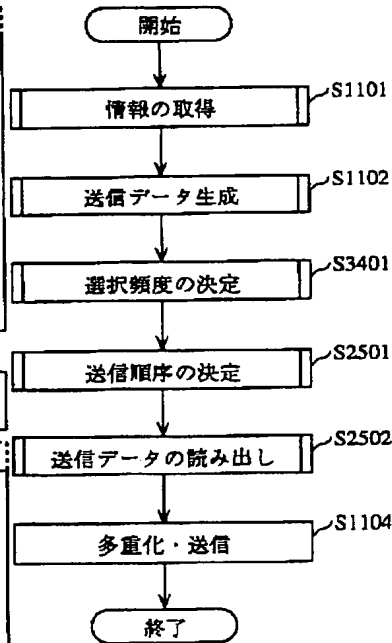 開始
情報の取得 S1101
送信データ生成 S1102
選択頻度の決定 S3401
送信順序の決定 S2501
送信データの読み出し S2502
多重化・送信 S1104
終了